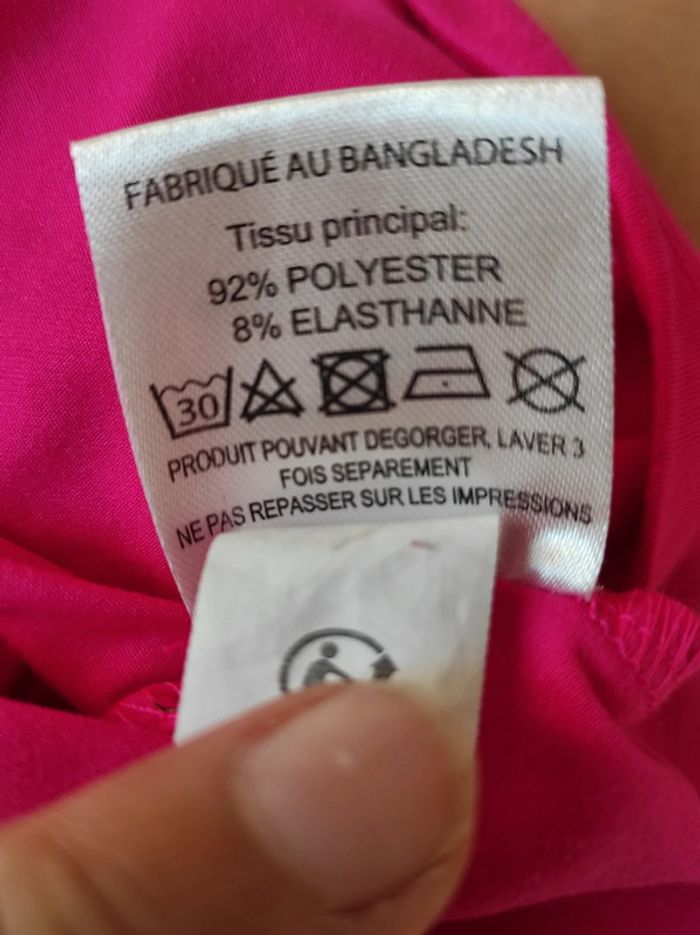 FABRIQUÉ AU BANGLADESH
Tissu principal:
92% POLYESTER
8% ELASTHANNE
30
PRODUIT POUVANT DEGORGER, LAVER 3
FOIS SEPAREMENT
NE PAS REPASSER SUR LES IMPRESSIONS